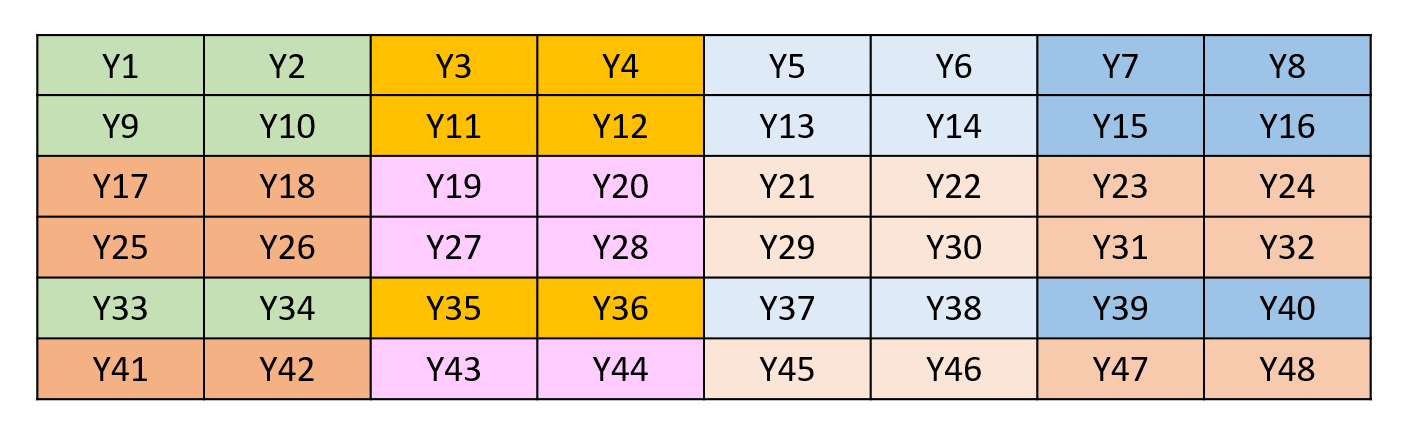 Y1 Y2 Y3 Y4 Y5 Y6 Y7 Y8
Y9 Y10 Y11 Y12 Y13 Y14 Y15 Y16
Y17 Y18 Y19 Y20 Y21 Y22 Y23 Y24
Y25 Y26 Y27 Y28 Y29 Y30 Y31 Y32
Y33 Y34 Y35 Y36 Y37 Y38 Y39 Y40
Y41 Y42 Y43 Y44 Y45 Y46 Y47 Y48